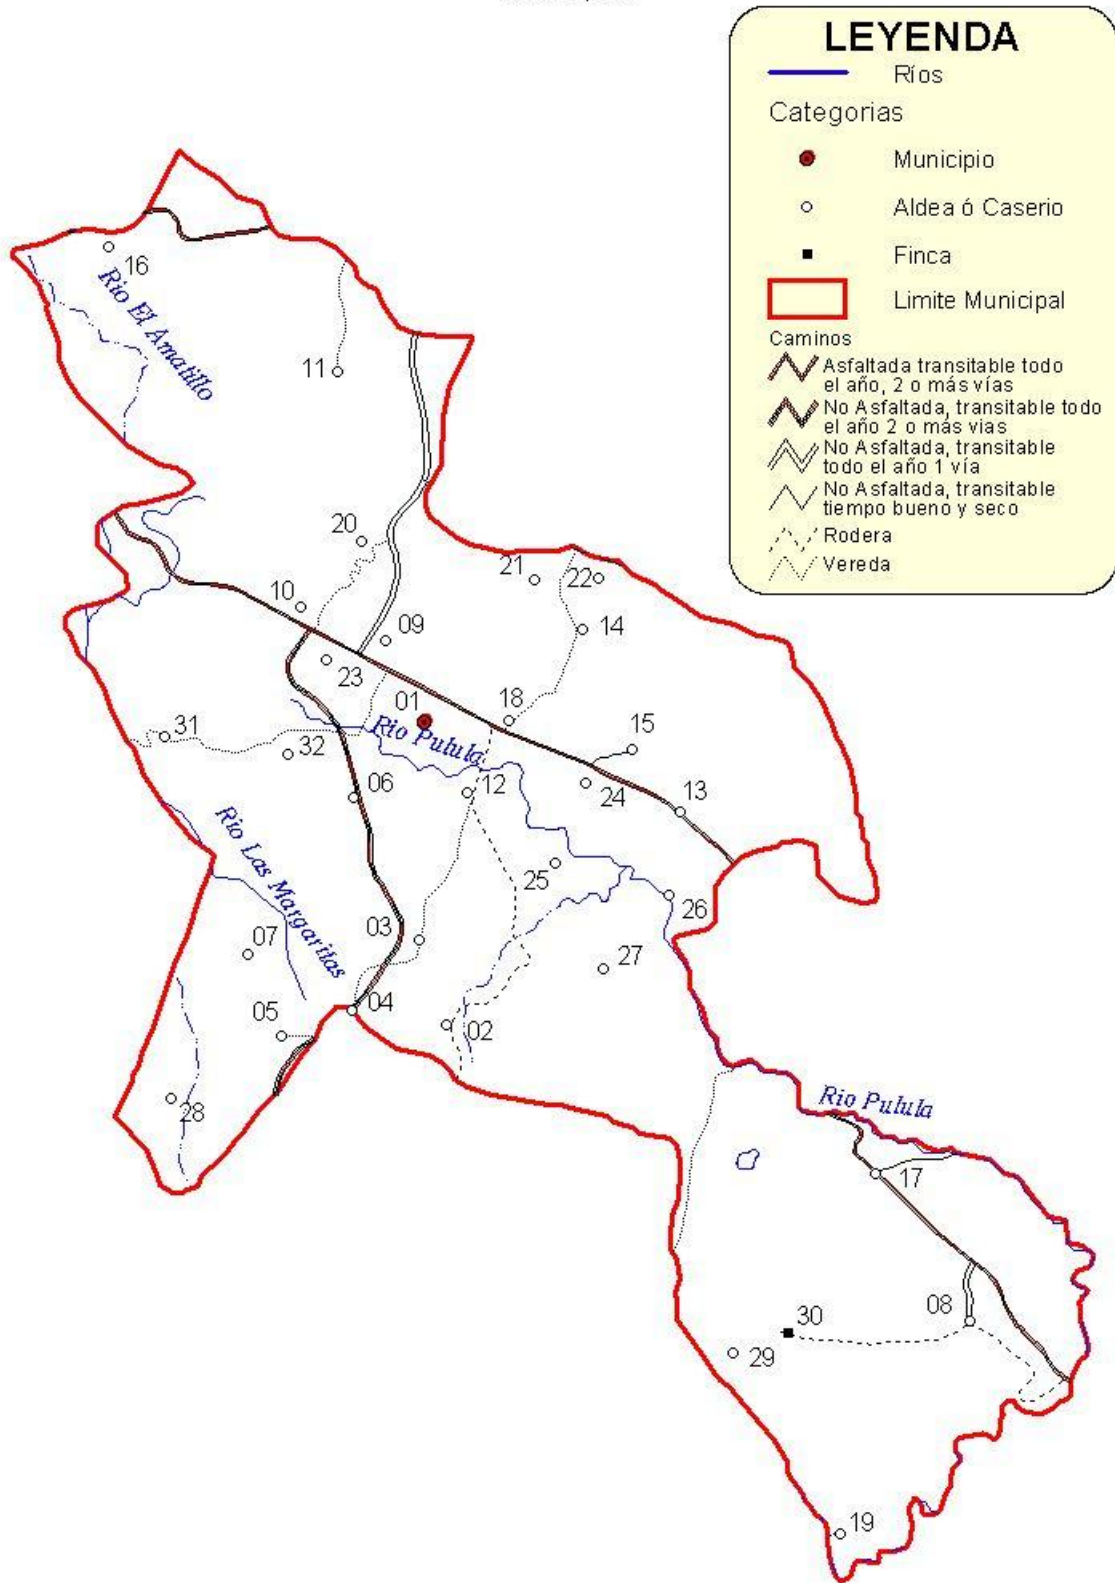 LEYENDA
Ríos
Categorias
Municipio
Aldea ó Caserio
Finca
Limite Municipal
Caminos
Asfaltada transitable todo
el año, 2 o más vías
No Asfaltada, transitable todo
el año 2 o más vias
No Asfaltada, transitable
todo el año 1 vía
No Asfaltada, transitable
tiempo bueno y seco
Rodera
Vereda
16
Rio El Amatillo
11
20
21
22
10
09
14
23
01
18
31
32
Rio Pulula
15
06
12
24
13
Rio Las Margaritas
25
03
26
07
27
04
05
02
28
Rio Pulula
17
08
30
29
19